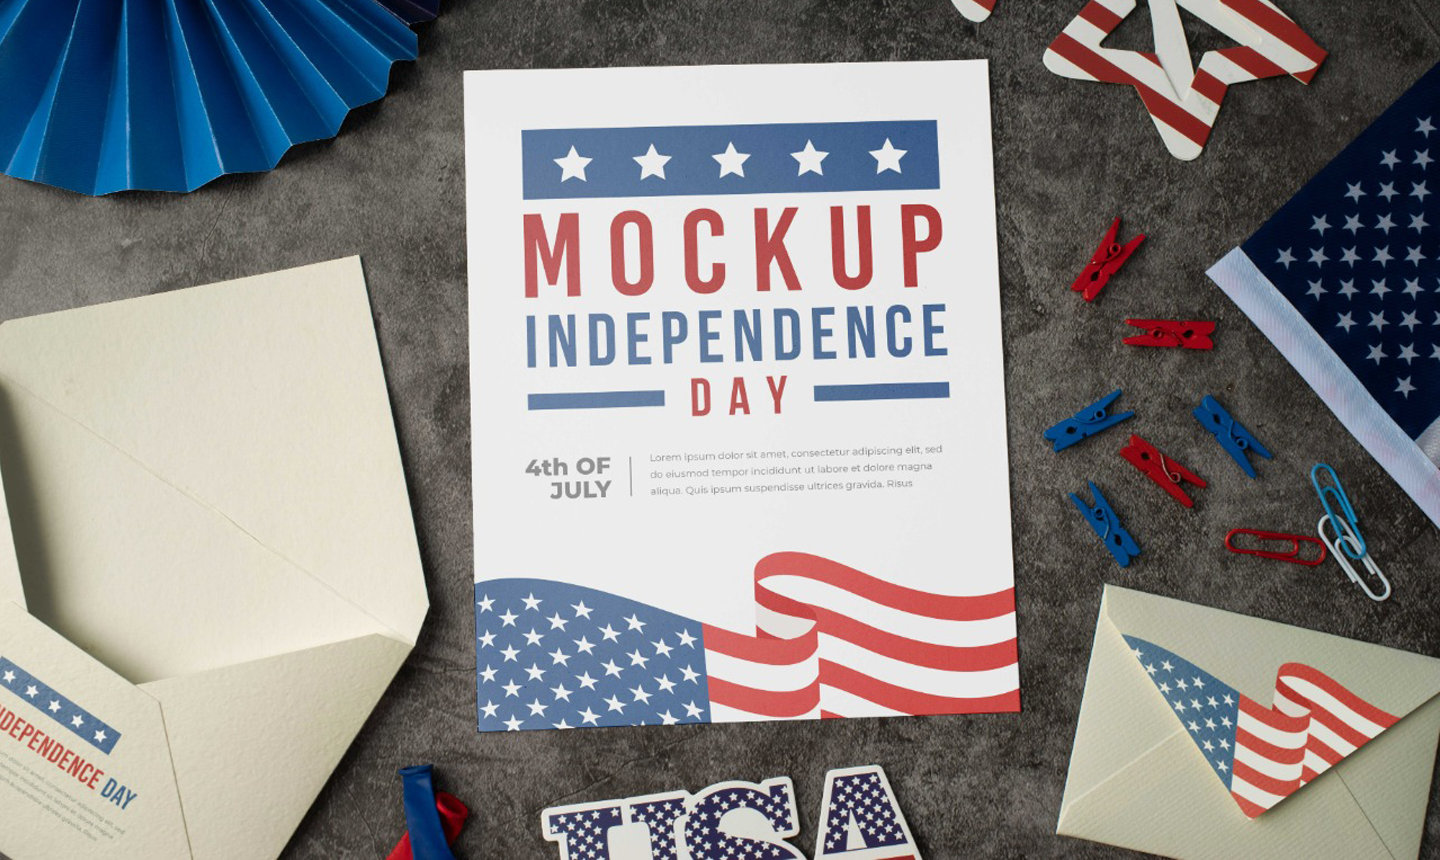 MOCKUP
INDEPENDENCE
DAY
4th OF
JULY
Lorem ipsum dolor sit amet, consectetur adipiscing elit, sed
do eiusmod tempor incididunt ut labore et dolore magna
aliqua. Quis ipsum suspendisse ultrices gravida. Risus
NDEPENDENCE DAY
USA